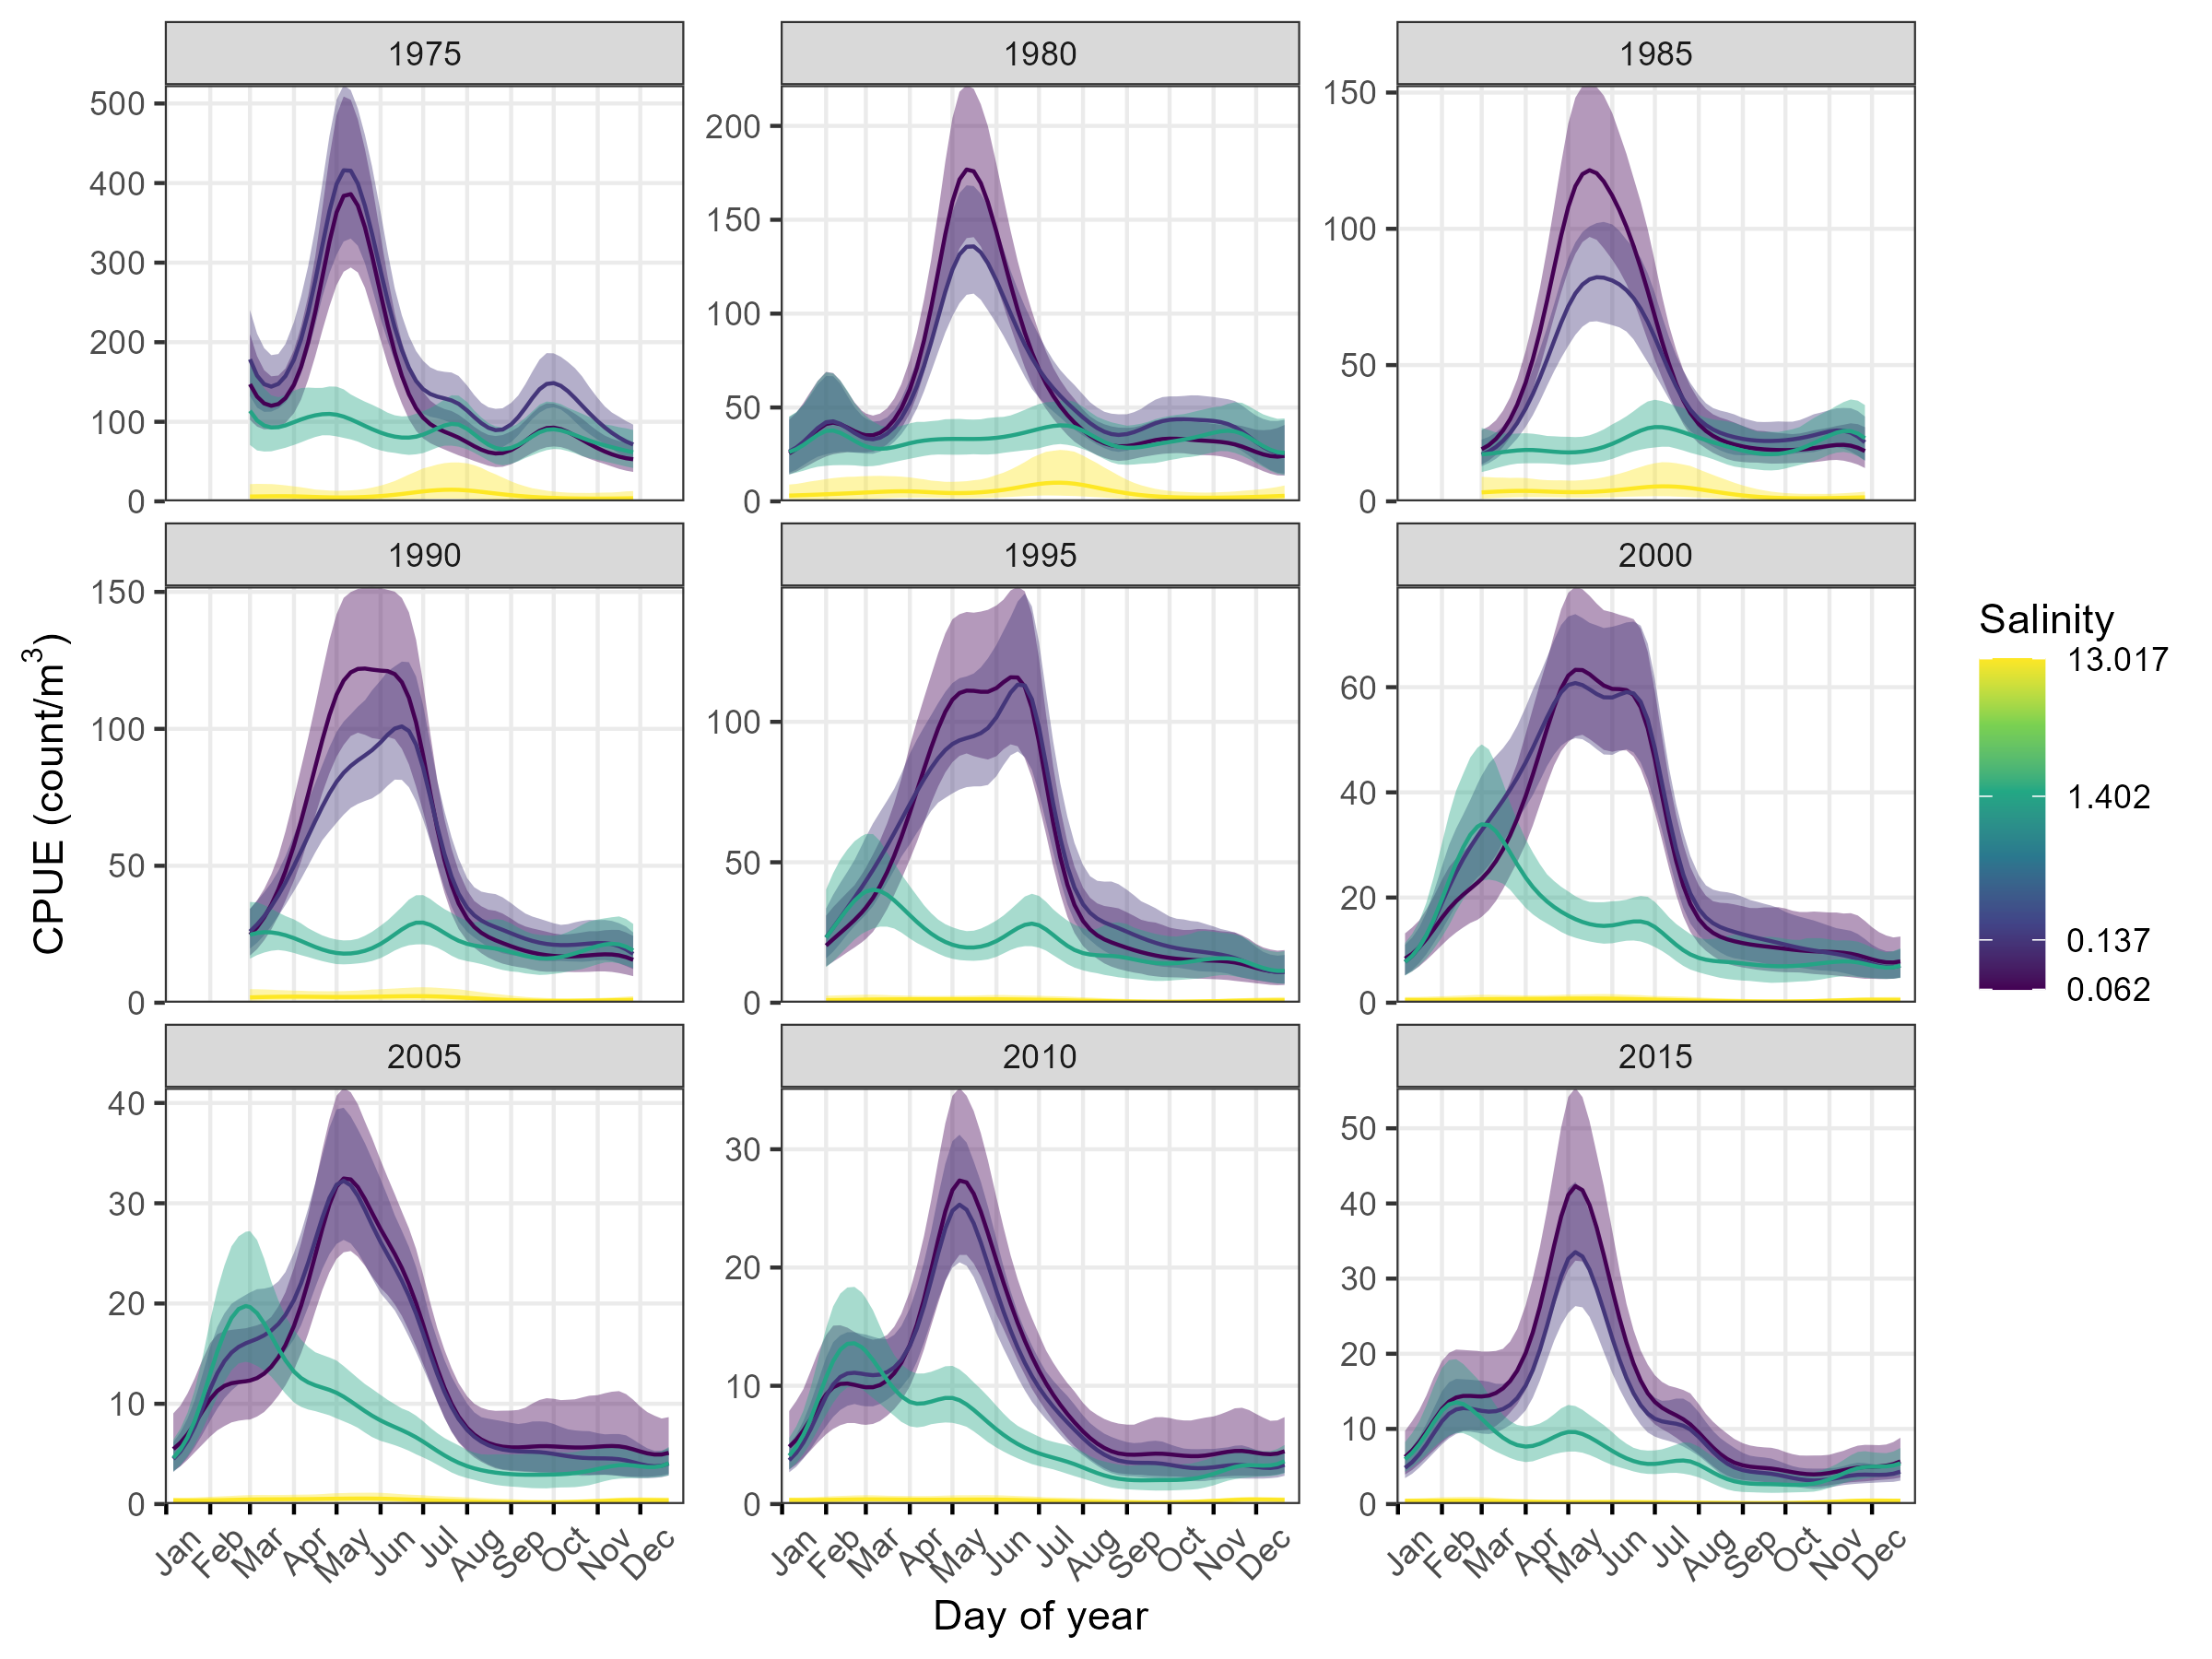 1975 1980 1985
500 400 300 200 100 0
200 150 100 50 0
150 100 50 0
1990 1995 2000
150 100 50 0
100 50 0
60 40 20 0
2005 2010 2015
40 30 20 10 0
30 20 10 0
50 40 30 20 10 0
Jan Feb Mar Apr May Jun Jul Aug Sep Oct Nov Dec
Jan Feb Mar Apr May Jun Jul Aug Sep Oct Nov Dec
Jan Feb Mar Apr May Jun Jul Aug Sep Oct Nov Dec
Day of year
CPUE (count/m³)
Salinity
13.017
1.402
0.137
0.062